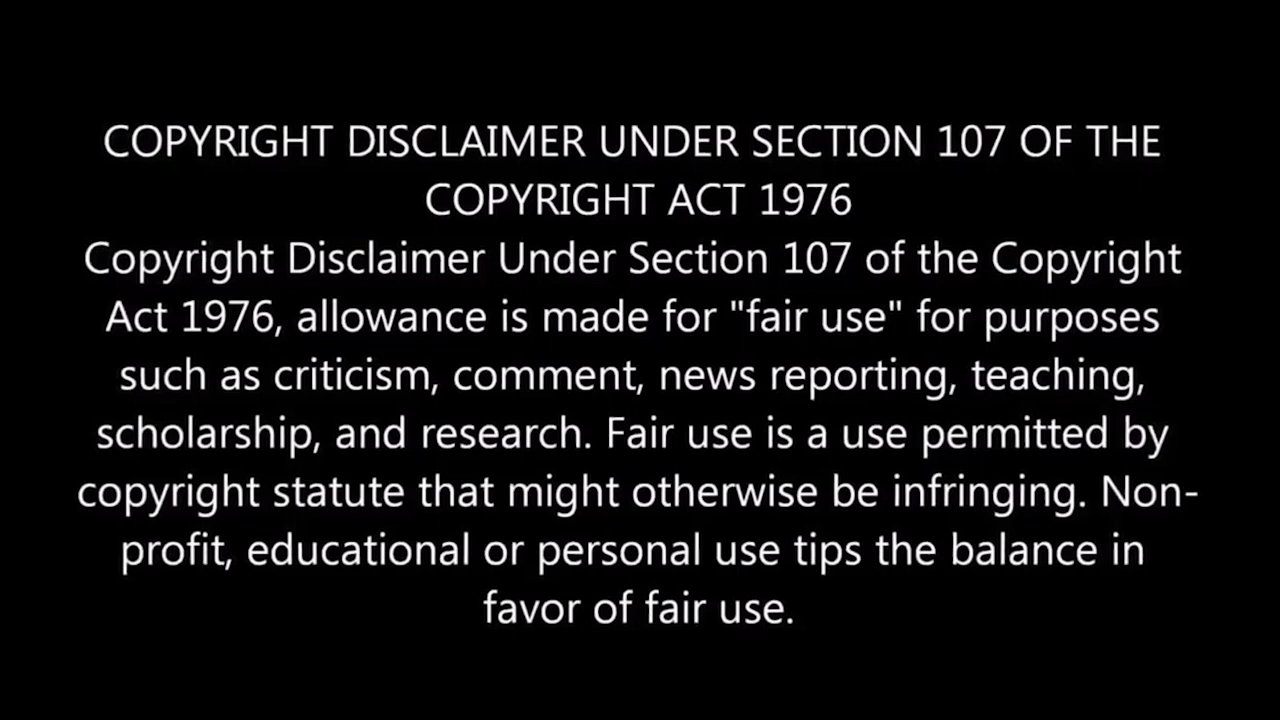 COPYRIGHT DISCLAIMER UNDER SECTION 107 OF THE
COPYRIGHT ACT 1976
Copyright Disclaimer Under Section 107 of the Copyright
Act 1976, allowance is made for "fair use" for purposes
such as criticism, comment, news reporting, teaching,
scholarship, and research. Fair use is a use permitted by
copyright statute that might otherwise be infringing. Non-
profit, educational or personal use tips the balance in
favor of fair use.